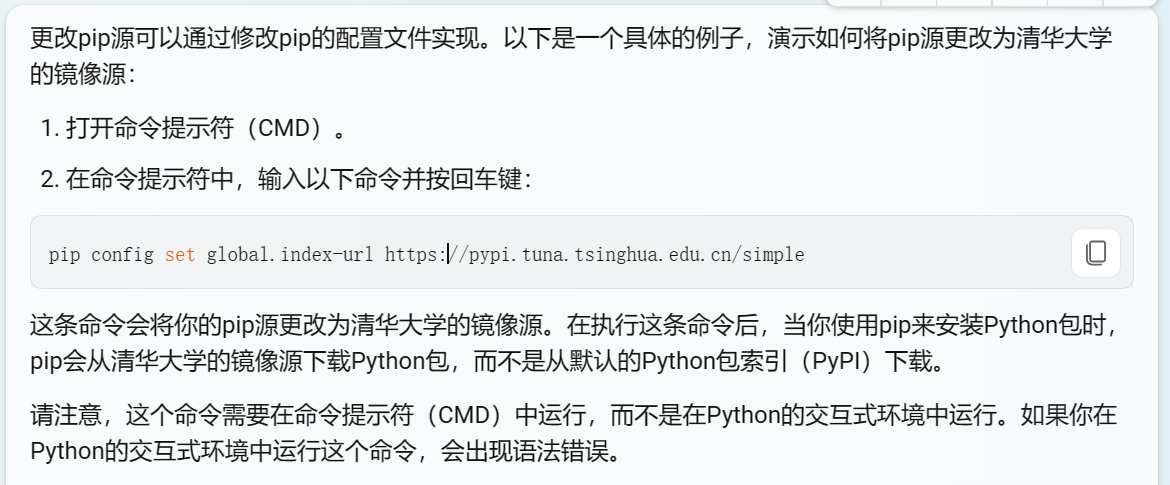 更改pip源可以通过修改pip的配置文件实现。以下是一个具体的例子，演示如何将pip源更改为清华大学
的镜像源：
1. 打开命令提示符（CMD）。
2. 在命令提示符中，输入以下命令并按回车键：
pip config set global.index-url https://pypi.tuna.tsinghua.edu.cn/simple
这条命令会将你的pip源更改为清华大学的镜像源。在执行这条命令后，当你使用pip来安装Python包时，
pip会从清华大学的镜像源下载Python包，而不是从默认的Python包索引（PyPI）下载。
请注意，这个命令需要在命令提示符（CMD）中运行，而不是在Python的交互式环境中运行。如果你在
Python的交互式环境中运行这个命令，会出现语法错误。